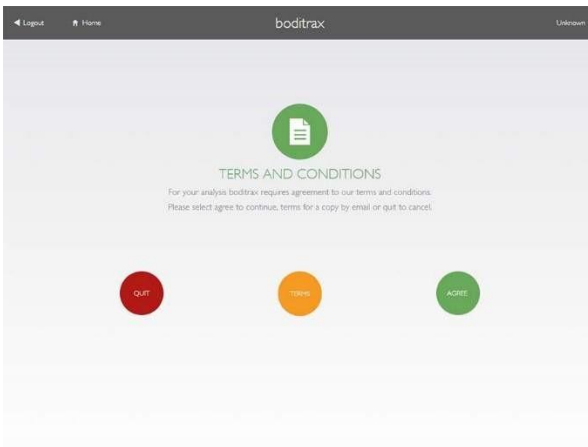 Logout Home boditrax Unknown
TERMS AND CONDITIONS
For your analysis boditrax requires agreement to our terms and conditions.
Please select agree to continue, terms for a copy by email or quit to cancel.
QUIT TERMS AGREE